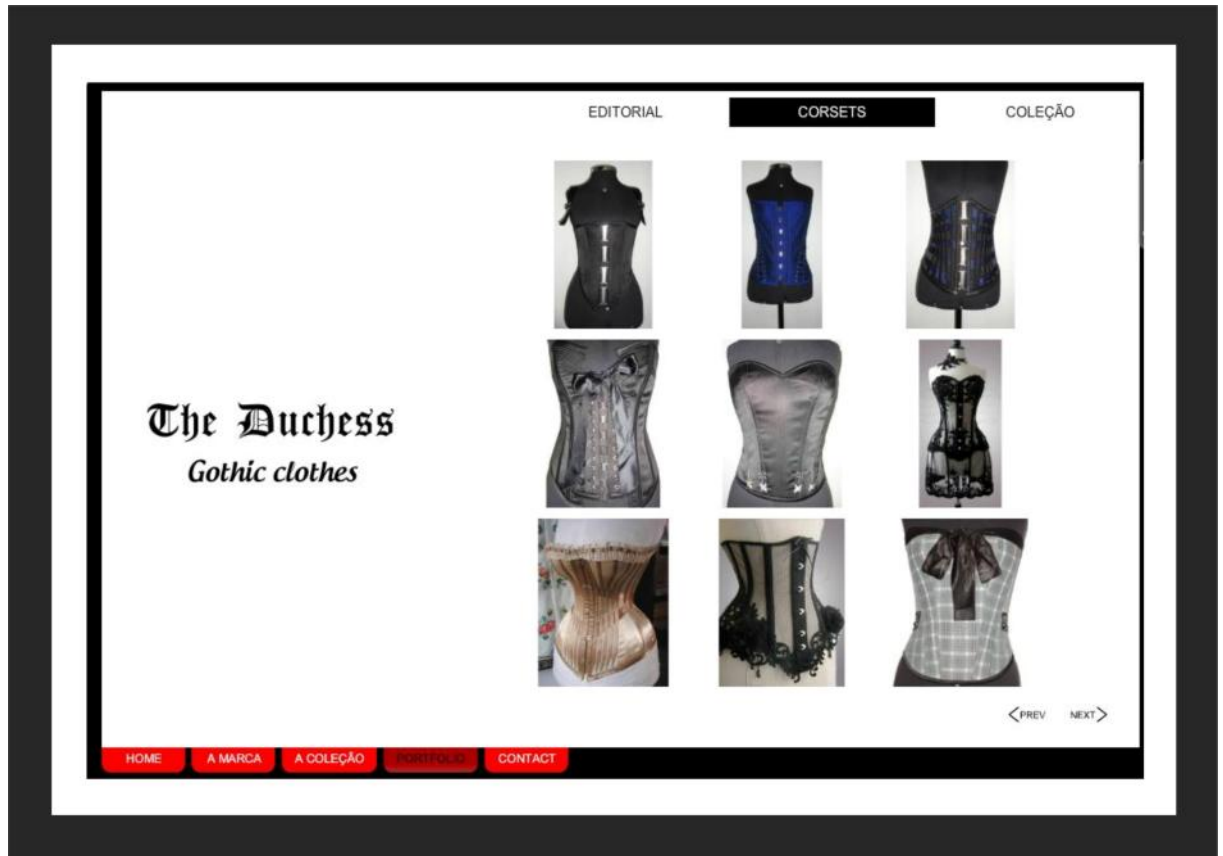 EDITORIAL CORSETS COLEÇÃO
The Duchess
Gothic clothes
PREV NEXT
HOME A MARCA A COLEÇÃO PORTFOLIO CONTACT